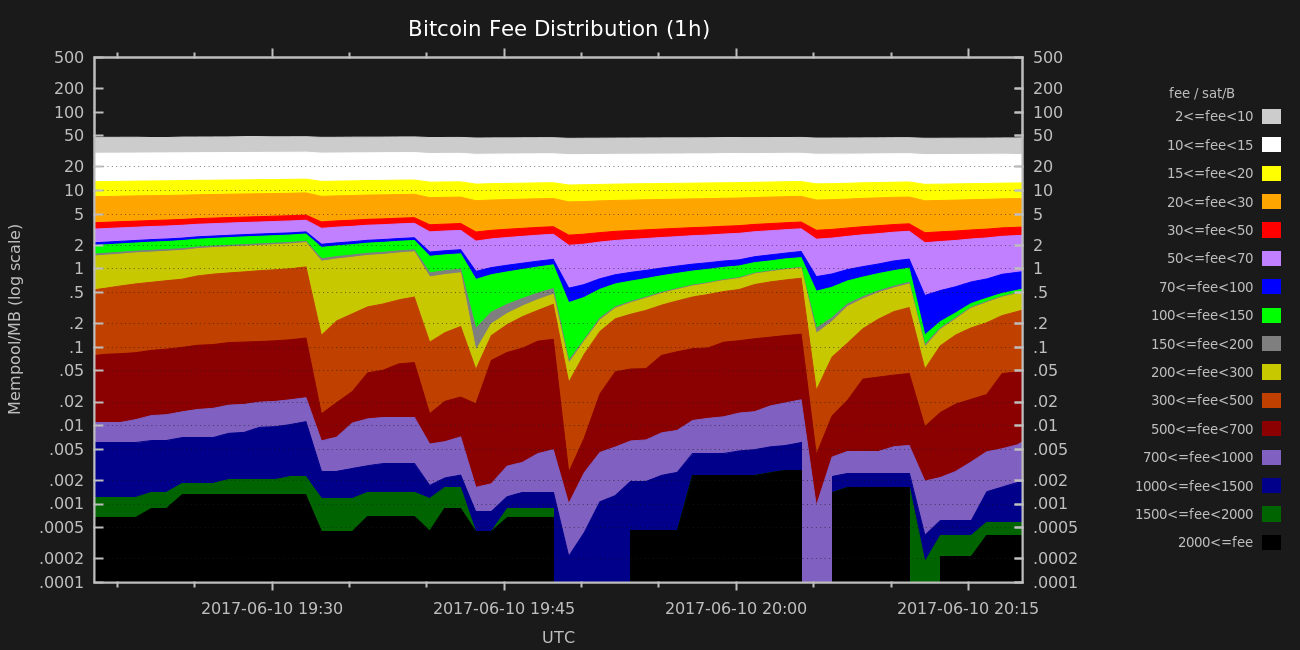 Bitcoin Fee Distribution (1h)
500
200
100
50
20
10
5
2
1
.5
.2
.1
.05
.02
.01
.005
.002
.001
.0005
.0002
.0001
Mempool/MB (log scale)
500
200
100
50
20
10
5
2
1
.5
.2
.1
.05
.02
.01
.005
.002
.001
.0005
.0002
.0001
2017-06-10 19:30
2017-06-10 19:45
2017-06-10 20:00
2017-06-10 20:15
UTC
fee / sat/B
2<=fee<10
10<=fee<15
15<=fee<20
20<=fee<30
30<=fee<50
50<=fee<70
70<=fee<100
100<=fee<150
150<=fee<200
200<=fee<300
300<=fee<500
500<=fee<700
700<=fee<1000
1000<=fee<1500
1500<=fee<2000
2000<=fee